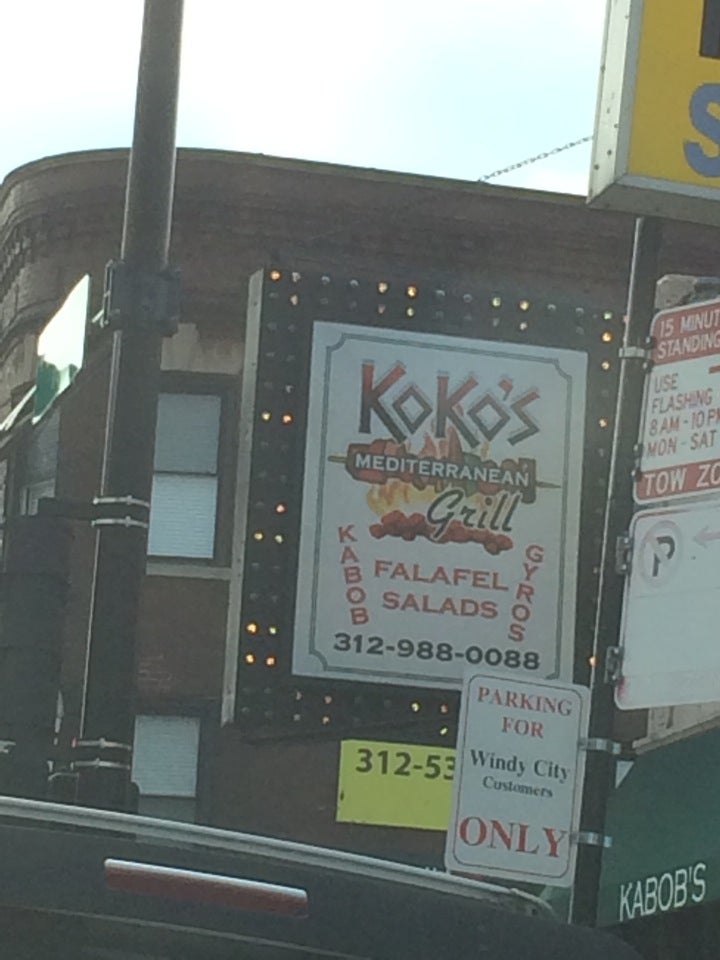 S
KOKO'S
MEDITERRANEAN
Grill
KABOB
FALAFEL
SALADS
GYROS
312-988-0088
15 MINUT
STANDING
USE
FLASHING
8 AM - 10 P
MON - SAT
TOW ZO
P
312-53
PARKING
FOR
Windy City
Customers
ONLY
KABOB'S